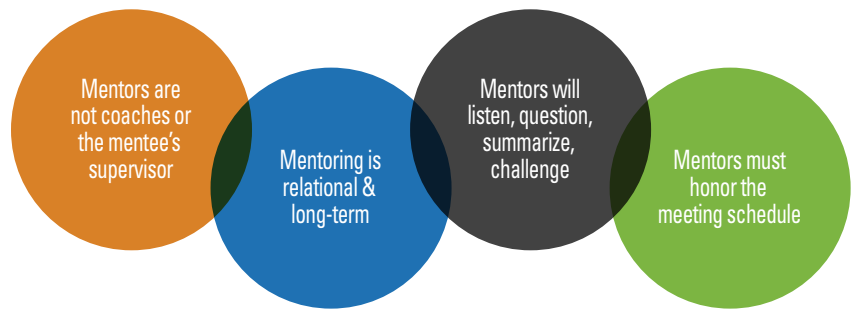 Mentors are
not coaches or
the mentee's
supervisor
Mentoring is
relational &
long-term
Mentors will
listen, question,
summarize,
challenge
Mentors must
honor the
meeting schedule